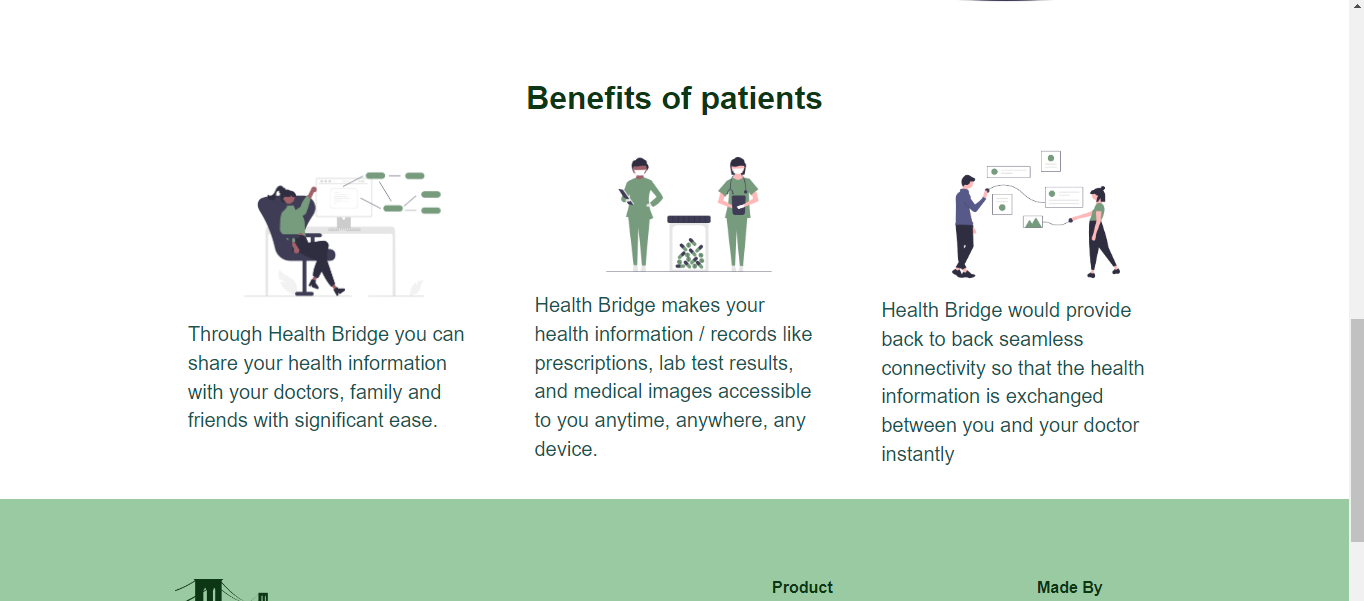 Benefits of patients
Through Health Bridge you can
share your health information
with your doctors, family and
friends with significant ease.
Health Bridge makes your
health information / records like
prescriptions, lab test results,
and medical images accessible
to you anytime, anywhere, any
device.
Health Bridge would provide
back to back seamless
connectivity so that the health
information is exchanged
between you and your doctor
instantly
Product
Made By